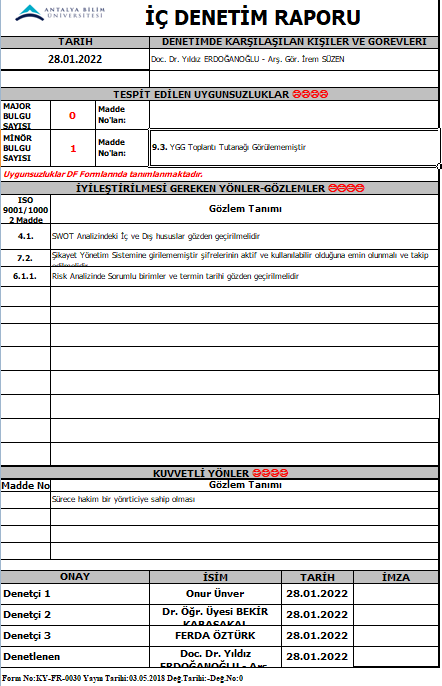 ANTALYA BİLİM
ÜNİVERSİTESİ
İÇ DENETİM RAPORU
TARİH
DENETİMDE KARŞILAŞILAN KİŞİLER VE GÖREVLERİ
28.01.2022
Doc. Dr. Yıldız ERDOĞANOĞLU - Arş. Gör. İrem SÜZEN
TESPİT EDİLEN UYGUNSUZLUKLAR
MAJOR BULGU SAYISI
0
Madde No'lan:
MİNÖR BULGU SAYISI
1
Madde No'lan:
9.3. YGG Toplantı Tutanağı Görülememiştir
Uygunsuzluklar DF Formlarında tanımlanmaktadır.
İYİLEŞTİRİLMESİ GEREKEN YÖNLER-GÖZLEMLER
ISO 9001/1000 2 Madde
Gözlem Tanımı
4.1.
SWOT Analizindeki İç ve Dış hususlar gözden geçirilmelidir
7.2.
Şikayet Yönetim Sistemine girilememiştir şifrelerinin aktif ve kullanılabilir olduğuna emin olunmalı ve takip
edilmelidir
6.1.1.
Risk Analizinde Sorumlu birimler ve termin tarihi gözden geçirilmelidir
KUVVETLİ YÖNLER
Madde No
Gözlem Tanımı
Sürece hakim bir yönrticiye sahip olması
ONAY
İSİM
TARİH
İMZA
Denetçi 1
Onur Ünver
28.01.2022
Denetçi 2
Dr. Öğr. Üyesi BEKİR
KARASAKAL
28.01.2022
Denetçi 3
FERDA ÖZTÜRK
28.01.2022
Denetlenen
Doc. Dr. Yıldız
ERDOĞANOĞLU - Arş.
28.01.2022
Form No:KY-FR-0030 Yayın Tarihi:03.05.2018 Değ.Tarihi:-Değ.No:0